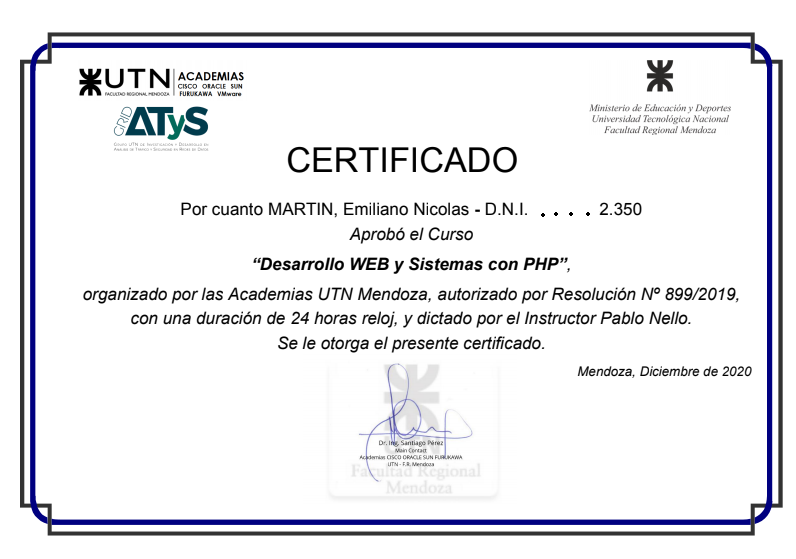 UTN ACADEMIAS
CISCO ORACLE SUN
FACULTAD REGIONAL MENDOZA FURUKAWA VMware
GRID ATyS
GRUPO UTN DE INVESTIGACIÓN Y DESARROLLO EN
ANÁLISIS DE TRÁFICO Y SEGURIDAD EN REDES DE DATOS
Ministerio de Educación y Deportes
Universidad Tecnológica Nacional
Facultad Regional Mendoza
CERTIFICADO
Por cuanto MARTIN, Emiliano Nicolas - D.N.I. . . . . 2.350
Aprobó el Curso
“Desarrollo WEB y Sistemas con PHP”,
organizado por las Academias UTN Mendoza, autorizado por Resolución Nº 899/2019,
con una duración de 24 horas reloj, y dictado por el Instructor Pablo Nello.
Se le otorga el presente certificado.
Mendoza, Diciembre de 2020
Dr. Ing. Santiago Pérez
Main Contact
Academias CISCO ORACLE SUN FURUKAWA
UTN - F.R. Mendoza
Facultad Regional
Mendoza